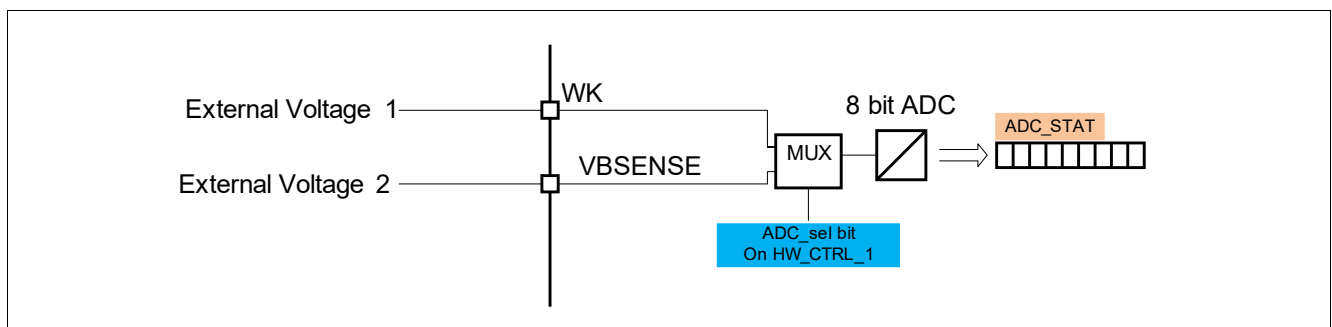 External Voltage 1
WK
8 bit ADC
ADC_STAT
MUX
External Voltage 2
VBSENSE
ADC_sel bit
On HW_CTRL_1